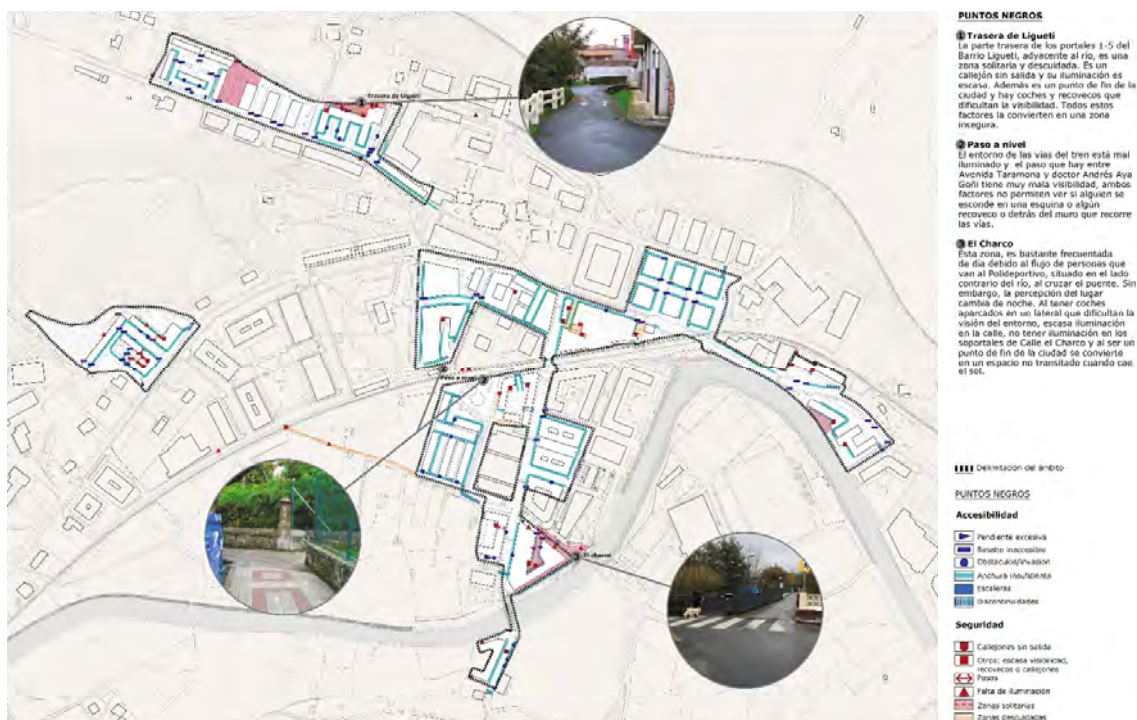 Trasera de Ligueti
Paso a nivel
El charco
1
2
3
PUNTOS NEGROS
1 Trasera de Ligueti
La parte trasera de los portales 1-5 del
Barrio Ligueti, adyacente al río, es una
zona solitaria y descuidada. Es un
callejón sin salida y su iluminación es
escasa. Además es un punto de fin de la
ciudad y hay coches y recovecos que
dificultan la visibilidad. Todos estos
factores la convierten en una zona
insegura.
2 Paso a nivel
El entorno de las vías del tren está mal
iluminado y el paso que hay entre
Avenida Taramona y doctor Andrés Aya
Goñi tiene muy mala visibilidad, ambos
factores no permiten ver si alguien se
esconde en una esquina o algún
recoveco o detrás del muro que recorre
las vías.
3 El Charco
Esta zona, es bastante frecuentada
de día debido al flujo de personas que
van al Polideportivo, situado en el lado
contrario del río, al cruzar el puente. Sin
embargo, la percepción del lugar
cambia de noche. Al tener coches
aparcados en un lateral que dificultan la
visión del entorno, escasa iluminación
en la calle, no tener iluminación en los
soportales de Calle el Charco y al ser un
punto de fin de la ciudad se convierte
en un espacio no transitado cuando cae
el sol.
Delimitación del ámbito
PUNTOS NEGROS
Accesibilidad
Pendiente excesiva
Resalto inaccesible
Obstáculos/invasion
Anchura insuficiente
Escaleras
Discontinuidades
Seguridad
Callejones sin salida
Otros: escasa visibilidad,
recovecos o callejones
Pasos
Falta de iluminación
Zonas solitarias
Zonas descuidadas